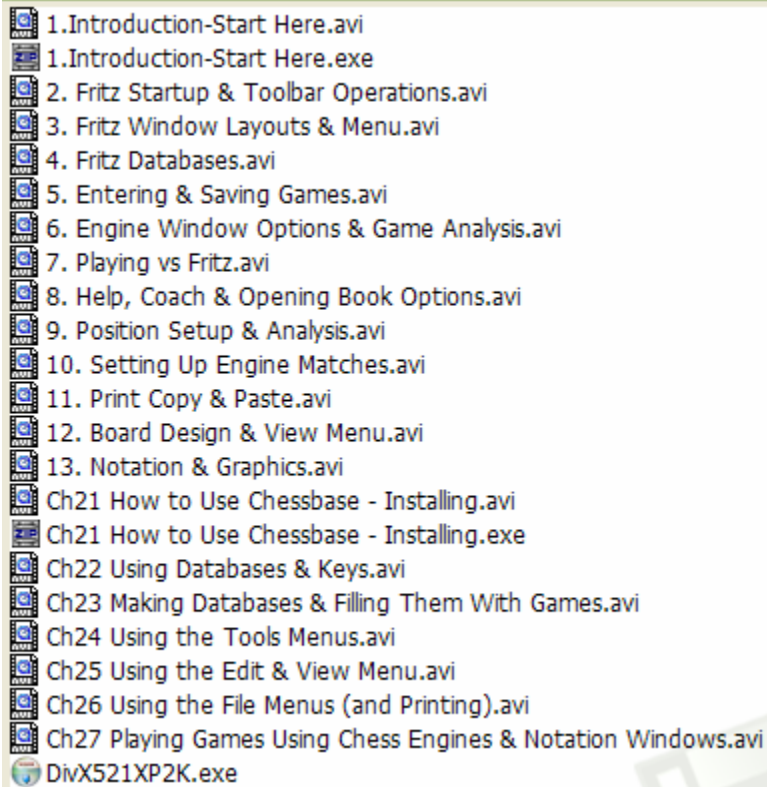 1.Introduction-Start Here.avi
1.Introduction-Start Here.exe
2. Fritz Startup & Toolbar Operations.avi
3. Fritz Window Layouts & Menu.avi
4. Fritz Databases.avi
5. Entering & Saving Games.avi
6. Engine Window Options & Game Analysis.avi
7. Playing vs Fritz.avi
8. Help, Coach & Opening Book Options.avi
9. Position Setup & Analysis.avi
10. Setting Up Engine Matches.avi
11. Print Copy & Paste.avi
12. Board Design & View Menu.avi
13. Notation & Graphics.avi
Ch21 How to Use Chessbase - Installing.avi
Ch21 How to Use Chessbase - Installing.exe
Ch22 Using Databases & Keys.avi
Ch23 Making Databases & Filling Them With Games.avi
Ch24 Using the Tools Menus.avi
Ch25 Using the Edit & View Menu.avi
Ch26 Using the File Menus (and Printing).avi
Ch27 Playing Games Using Chess Engines & Notation Windows.avi
DivX521XP2K.exe